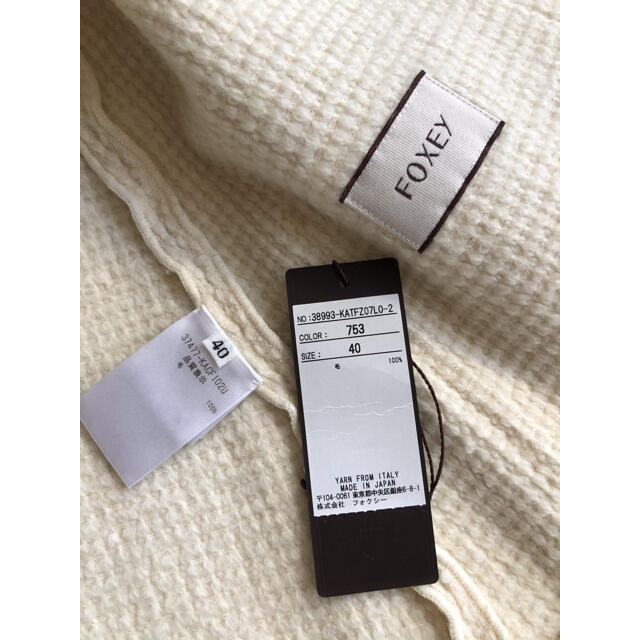 FOXEY
NO:38993-KATFZ07L0-2
COLOR: 753
SIZE: 40
毛 100%
YARN FROM ITALY
MADE IN JAPAN
〒104-0061 東京都中央区銀座6-8-1
株式会社 フォクシー
40
37477-KACFI02U
品質表示
毛 100%